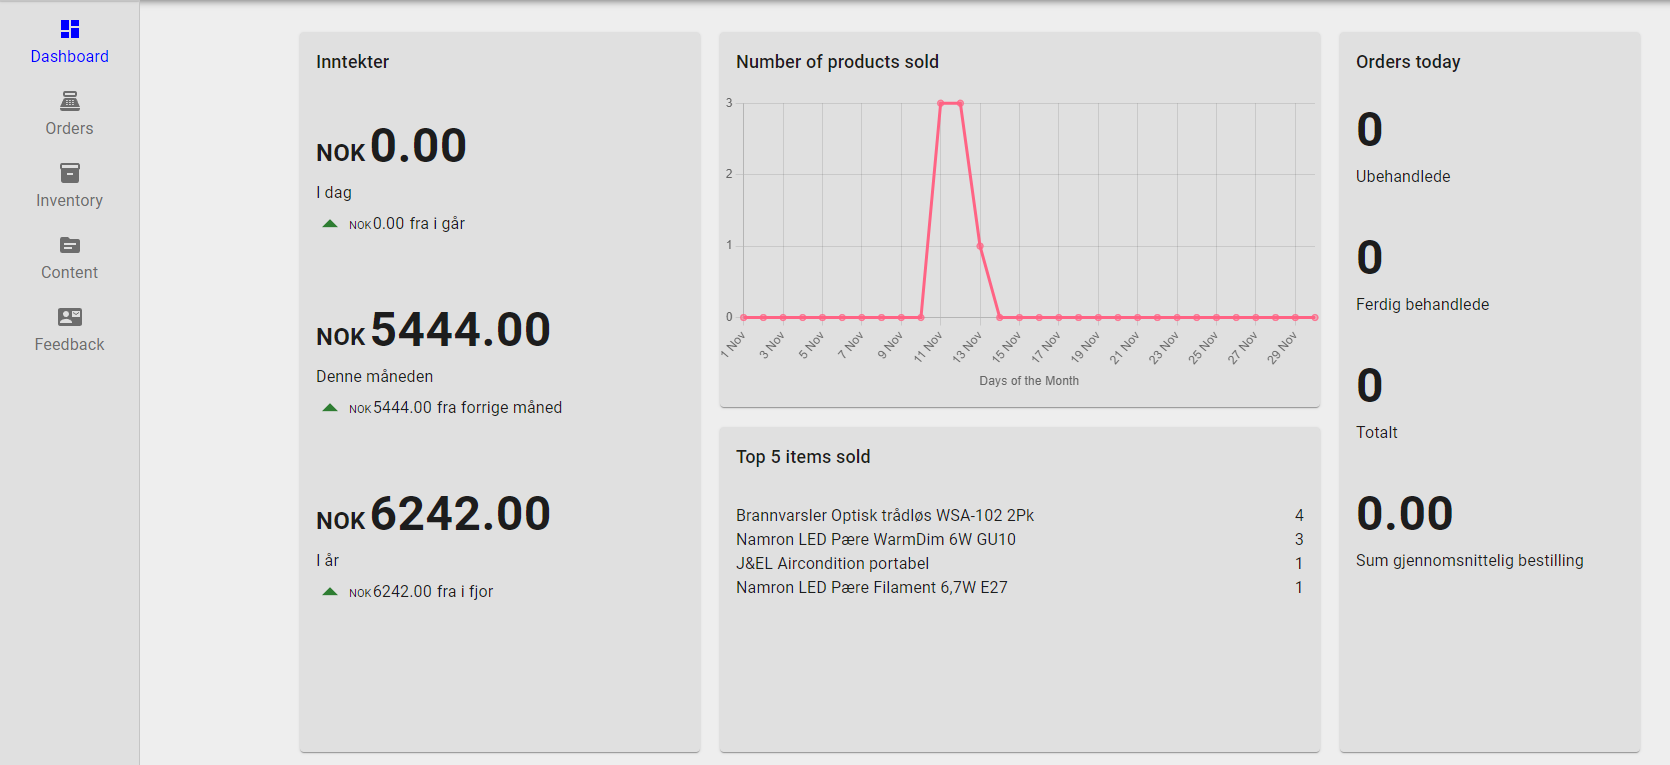 Dashboard
Orders
Inventory
Content
Feedback
Inntekter
NOK 0.00
I dag
NOK 0.00 fra i går
NOK 5444.00
Denne måneden
NOK 5444.00 fra forrige måned
NOK 6242.00
I år
NOK 6242.00 fra i fjor
Number of products sold
3
2
1
0
1 Nov 3 Nov 5 Nov 7 Nov 9 Nov 11 Nov 13 Nov 15 Nov 17 Nov 19 Nov 21 Nov 23 Nov 25 Nov 27 Nov 29 Nov
Days of the Month
Top 5 items sold
Brannvarsler Optisk trådløs WSA-102 2Pk 4
Namron LED Pære WarmDim 6W GU10 3
J&EL Aircondition portabel 1
Namron LED Pære Filament 6,7W E27 1
Orders today
0
Ubehandlede
0
Ferdig behandlede
0
Totalt
0.00
Sum gjennomsnittelig bestilling